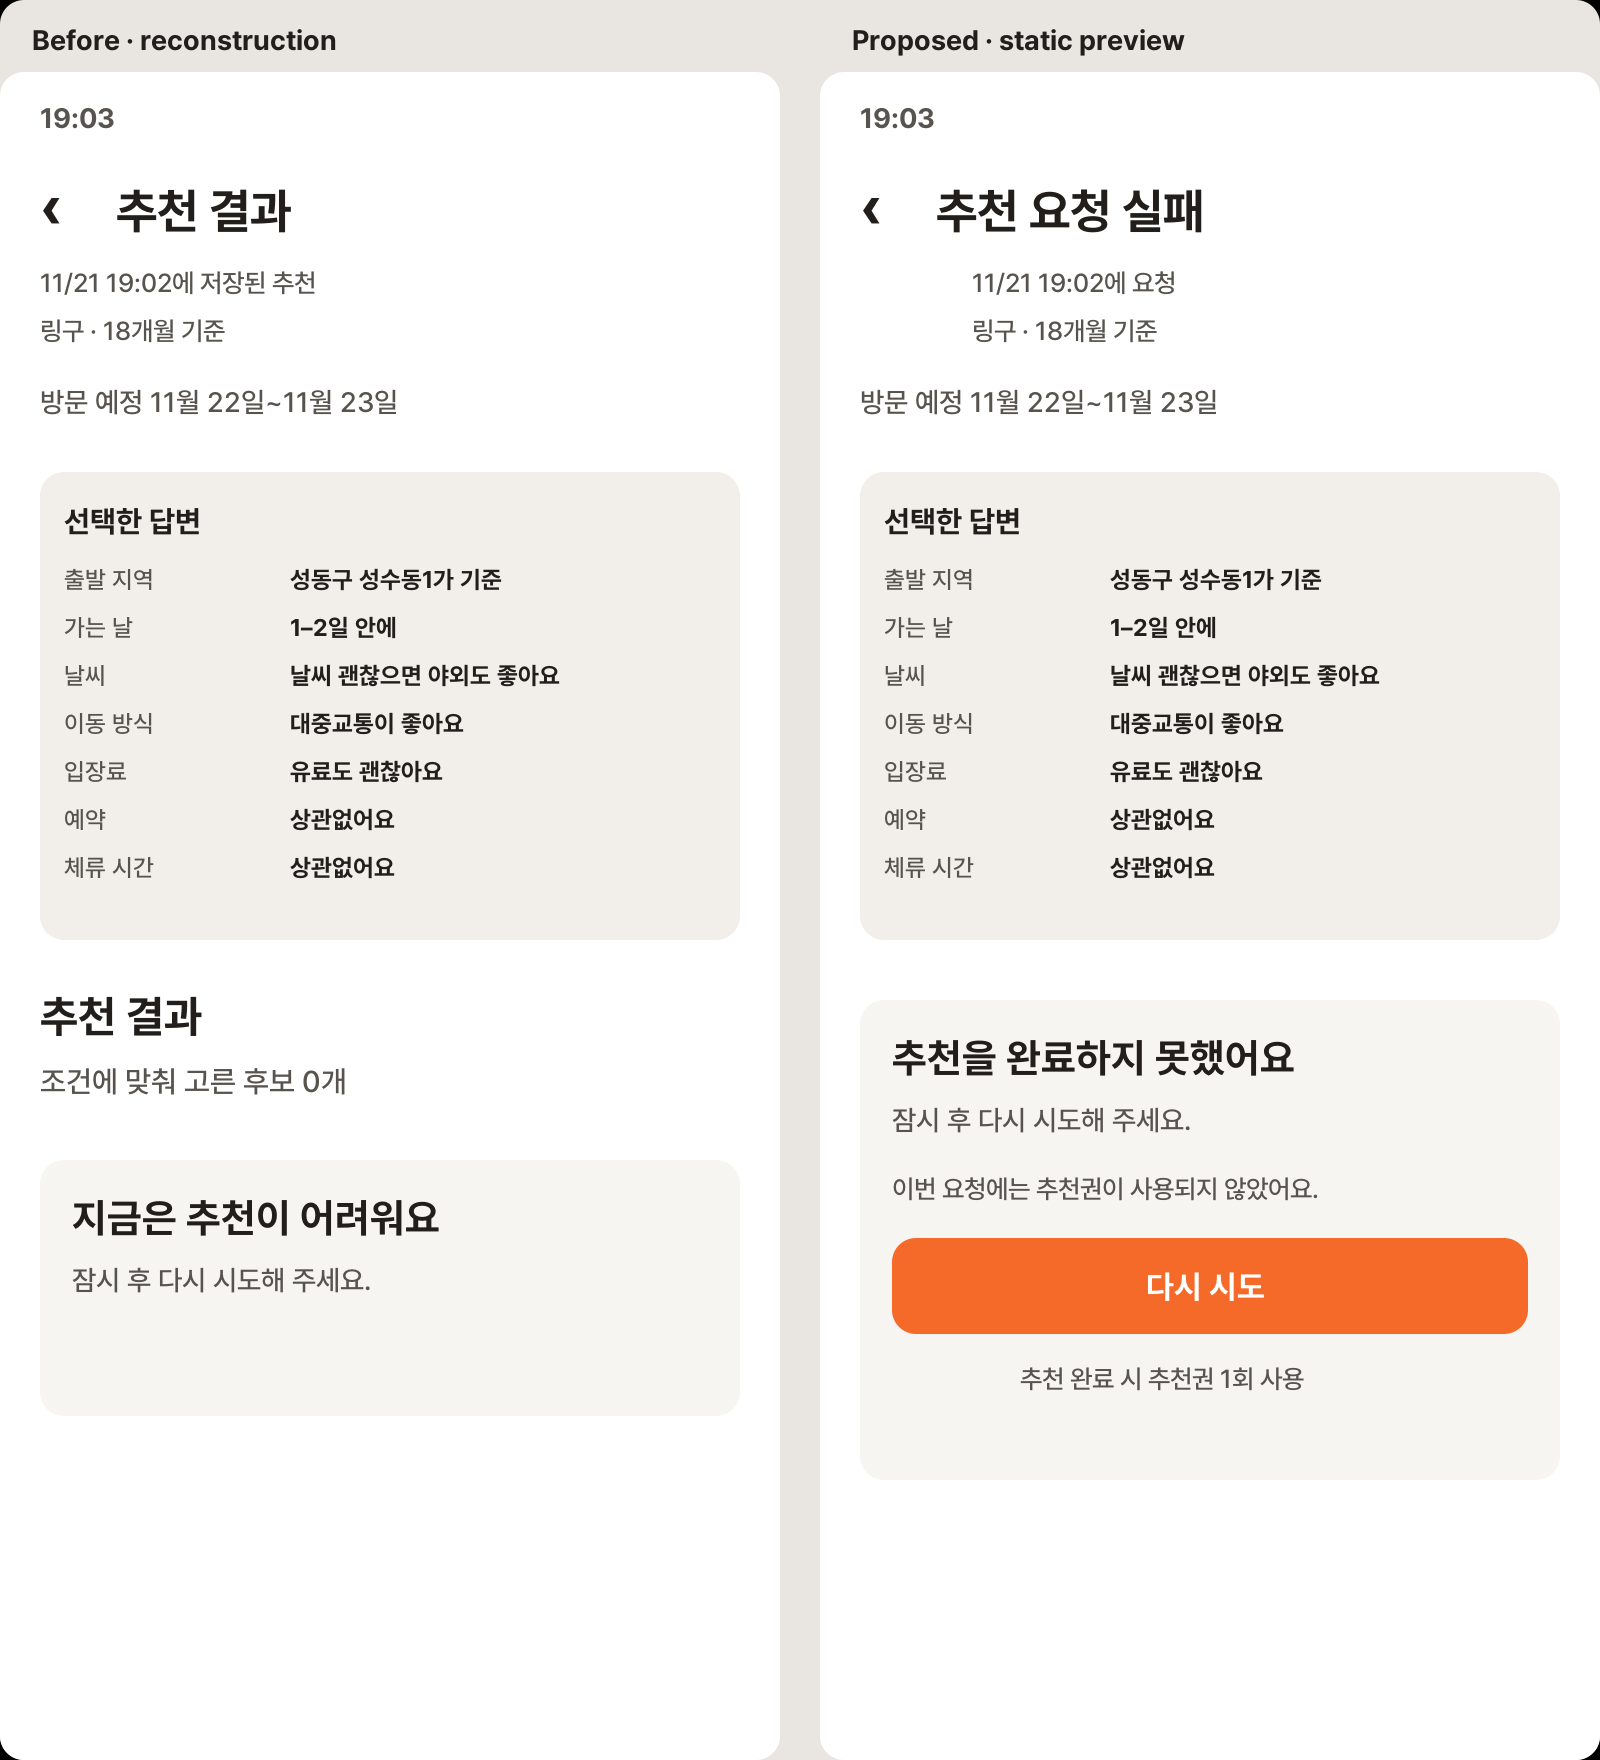 Before · reconstruction
19:03
‹ 추천 결과
11/21 19:02에 저장된 추천
링구 · 18개월 기준
방문 예정 11월 22일~11월 23일
선택한 답변
출발 지역 성동구 성수동1가 기준
가는 날 1–2일 안에
날씨 날씨 괜찮으면 야외도 좋아요
이동 방식 대중교통이 좋아요
입장료 유료도 괜찮아요
예약 상관없어요
체류 시간 상관없어요
추천 결과
조건에 맞춰 고른 후보 0개
지금은 추천이 어려워요
잠시 후 다시 시도해 주세요.
Proposed · static preview
19:03
‹ 추천 요청 실패
11/21 19:02에 요청
링구 · 18개월 기준
방문 예정 11월 22일~11월 23일
선택한 답변
출발 지역 성동구 성수동1가 기준
가는 날 1–2일 안에
날씨 날씨 괜찮으면 야외도 좋아요
이동 방식 대중교통이 좋아요
입장료 유료도 괜찮아요
예약 상관없어요
체류 시간 상관없어요
추천을 완료하지 못했어요
잠시 후 다시 시도해 주세요.
이번 요청에는 추천권이 사용되지 않았어요.
다시 시도
추천 완료 시 추천권 1회 사용